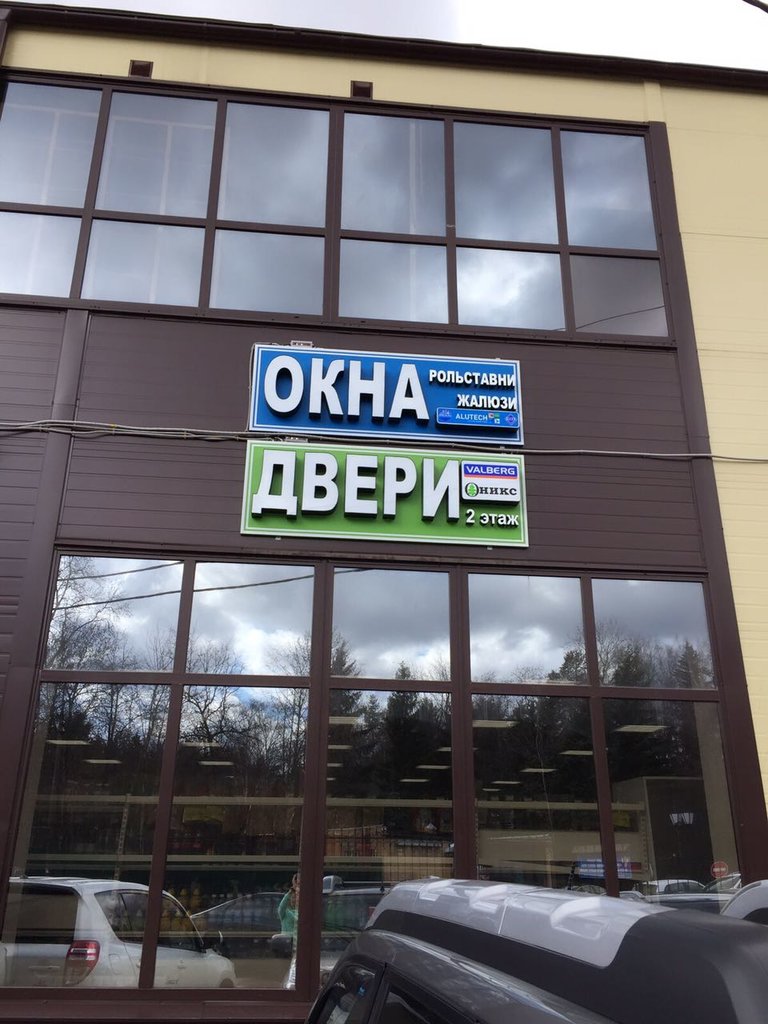 ОКНА
РОЛЬСТАВНИ
ЖАЛЮЗИ
ALUTECH
ДВЕРИ
VALBERG
ОНИКС
2 этаж